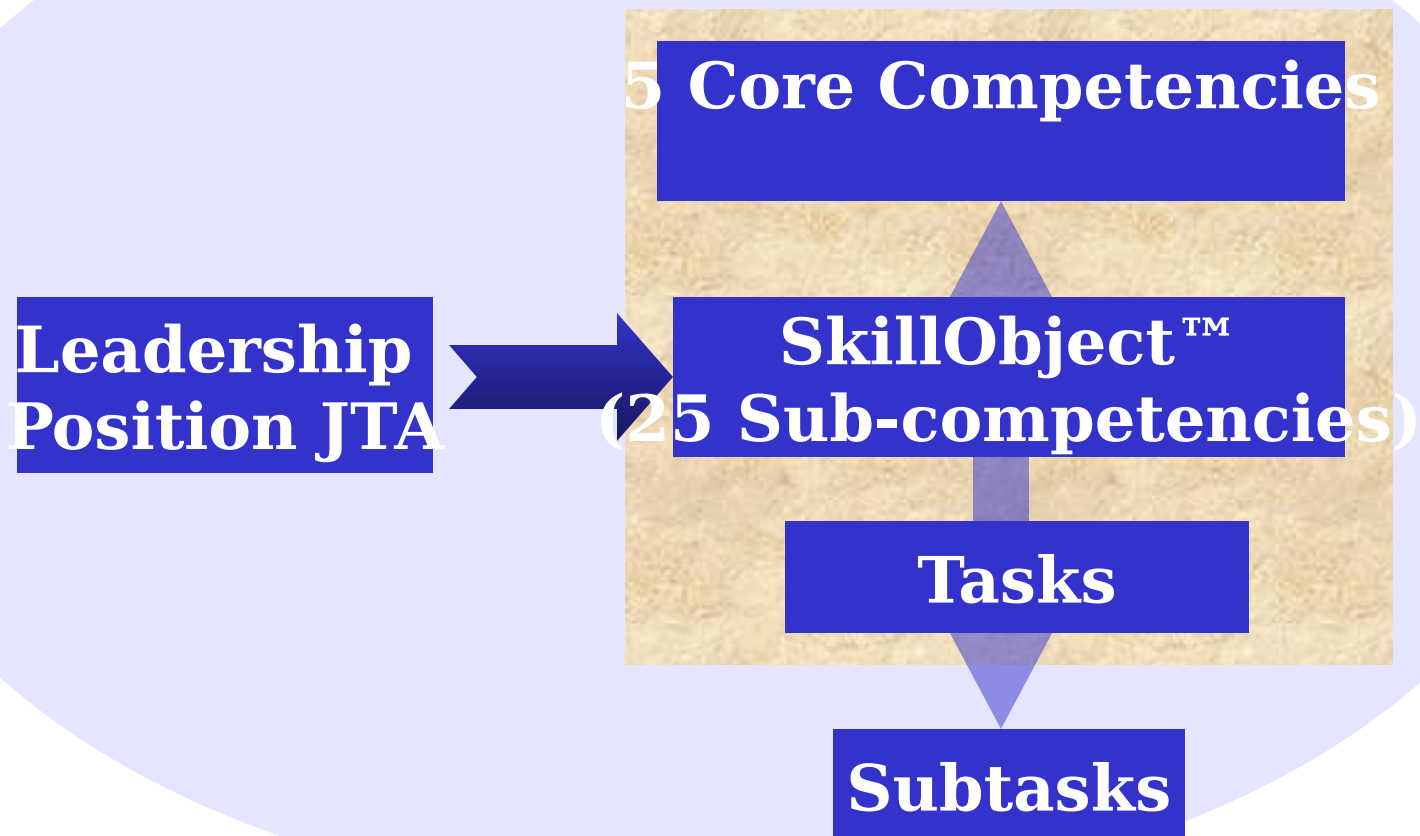 5 Core Competencies
Leadership
Position JTA
SkillObject™
(25 Sub-competencies)
Tasks
Subtasks